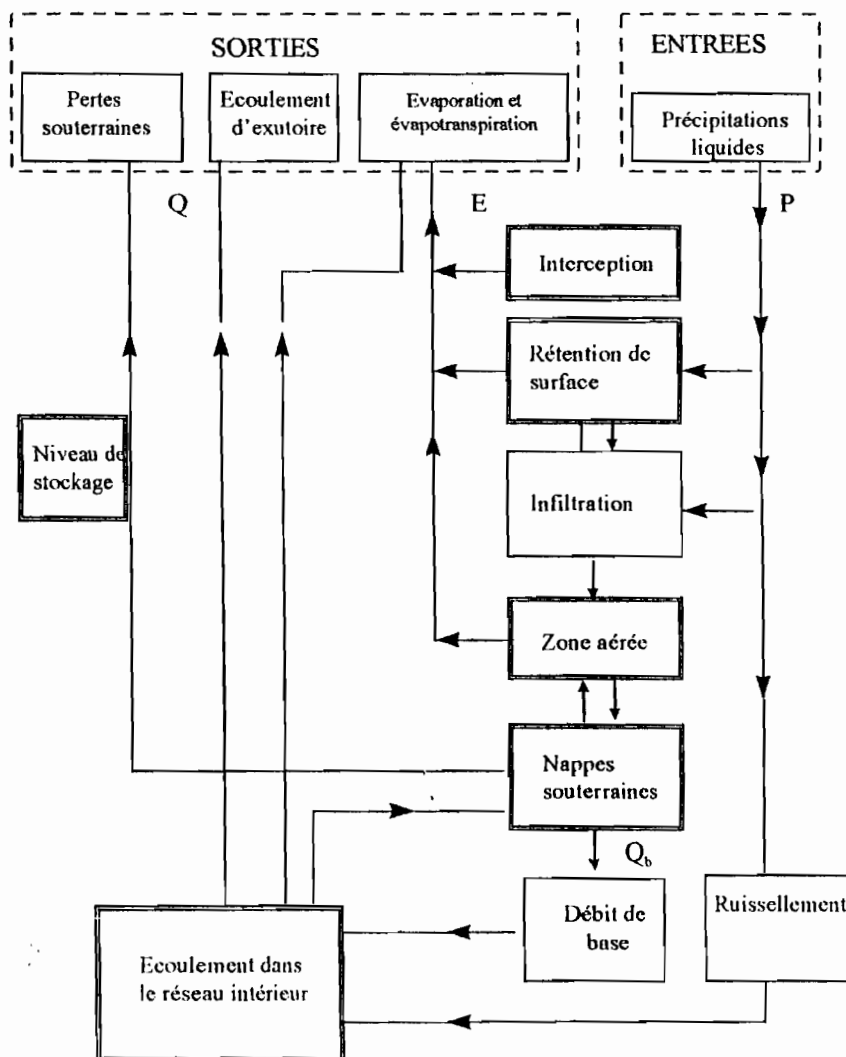 SORTIES
ENTREES
Pertes
souterraines
Ecoulement
d'exutoire
Evaporation et
évapotranspiration
Précipitations
liquides
Q
E
P
Interception
Rétention de
surface
Niveau de
stockage
Infiltration
Zone aérée
Nappes
souterraines
Qb
Débit de
base
Ruissellement
Ecoulement dans
le réseau intérieur